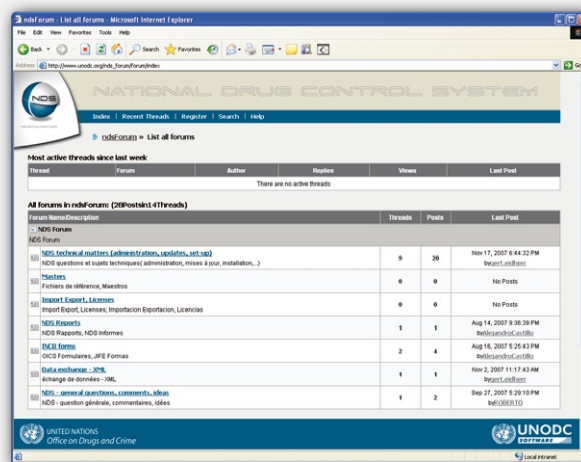 ndsForum - List all forums - Microsoft Internet Explorer
File Edit View Favorites Tools Help
Back Search Favorites
Address http://www.unodc.org/nds_forum/forum/index Go
NDS
NATIONAL DRUG CONTROL SYSTEM
Index | Recent Threads | Register | Search | Help
ndsForum » List all forums
Most active threads since last week
Thread Forum Author Replies Views Last Post
There are no active threads
All forums in ndsForum: (28Postsin14Threads)
Forum Name/Description Threads Posts Last Post
NDS Forum
NDS Forum
NDS technical matters (administration, updates, set-up) 9 20 Nov 17, 2007 6:44:32 PM
NDS questions et sujets techniques( administration, mises à jour, installation,..) bygert.eidherr
Masters 0 0 No Posts
Fichiers de référence, Maestros
Import Export, Licenses 0 0 No Posts
Import Export, Licenses; Importacion Exportacion, Licencias
NDS Reports 1 1 Aug 14, 2007 9:36:39 PM
NDS Rapports, NDS Informes byAlejandroCastillo
INCB forms 2 4 Aug 16, 2007 5:25:43 PM
OICS Formulaires, JIFE Formas byAlejandroCastillo
Data exchange - XML 1 1 Nov 2, 2007 11:17:43 AM
échange de données - XML bygert.eidherr
NDS - general questions, comments, ideas 1 2 Sep 27, 2007 5:29:10 PM
NDS - question générale, commentaires, idées byROBERTO
UNITED NATIONS
Office on Drugs and Crime
UNODC
SOFTWARE
Local intranet